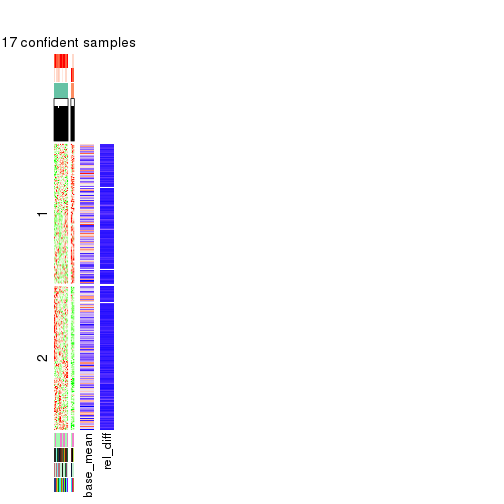 17 confident samples
1
2
base_mean
rel_diff